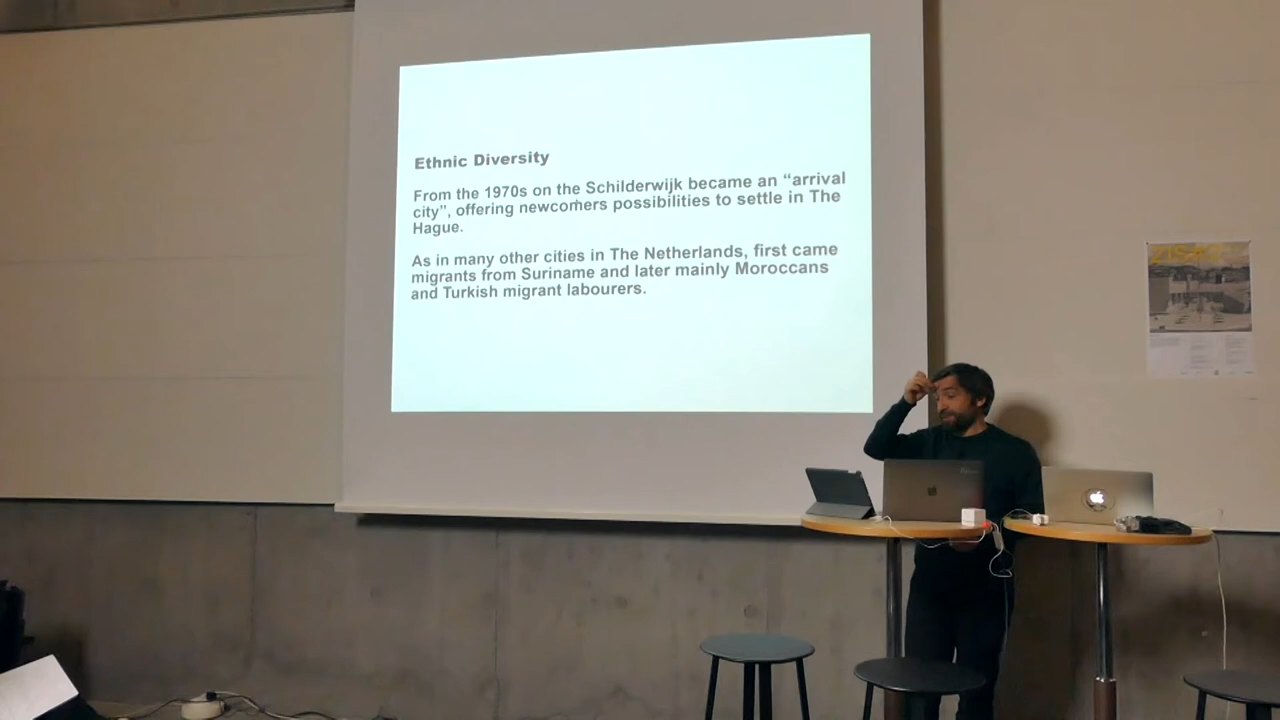 Ethnic Diversity
From the 1970s on the Schilderwijk became an “arrival
city”, offering newcomers possibilities to settle in The
Hague.
As in many other cities in The Netherlands, first came
migrants from Suriname and later mainly Moroccans
and Turkish migrant labourers.